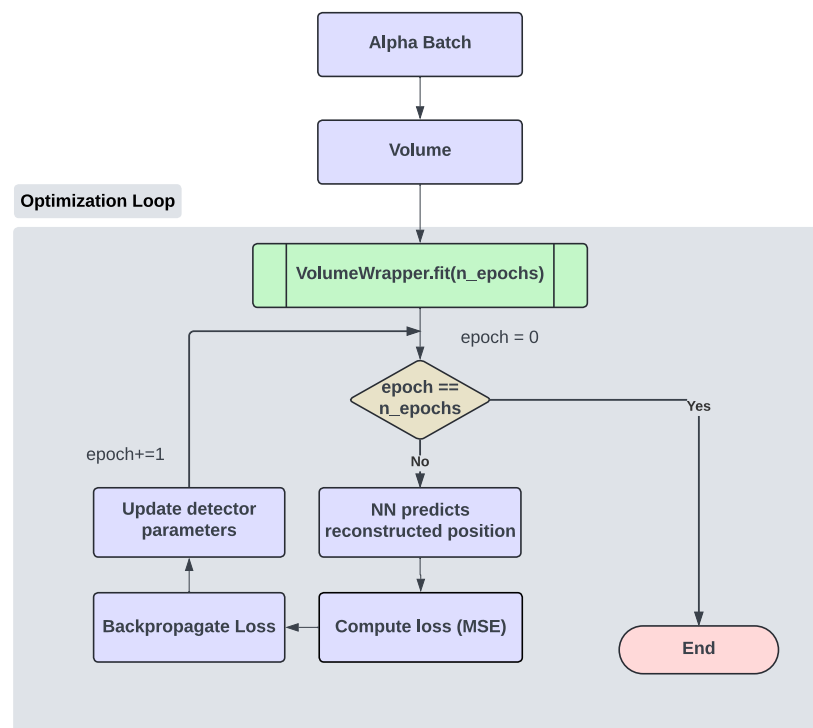 Alpha Batch
Volume
Optimization Loop
VolumeWrapper.fit(n_epochs)
epoch = 0
epoch ==
n_epochs
Yes
epoch+=1
No
Update detector
parameters
NN predicts
reconstructed position
Backpropagate Loss
Compute loss (MSE)
End